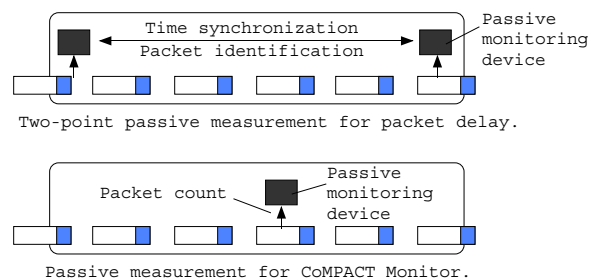 Time synchronization
Packet identification
Passive
monitoring
device
Two-point passive measurement for packet delay.
Packet count
Passive
monitoring
device
Passive measurement for CoMPACT Monitor.